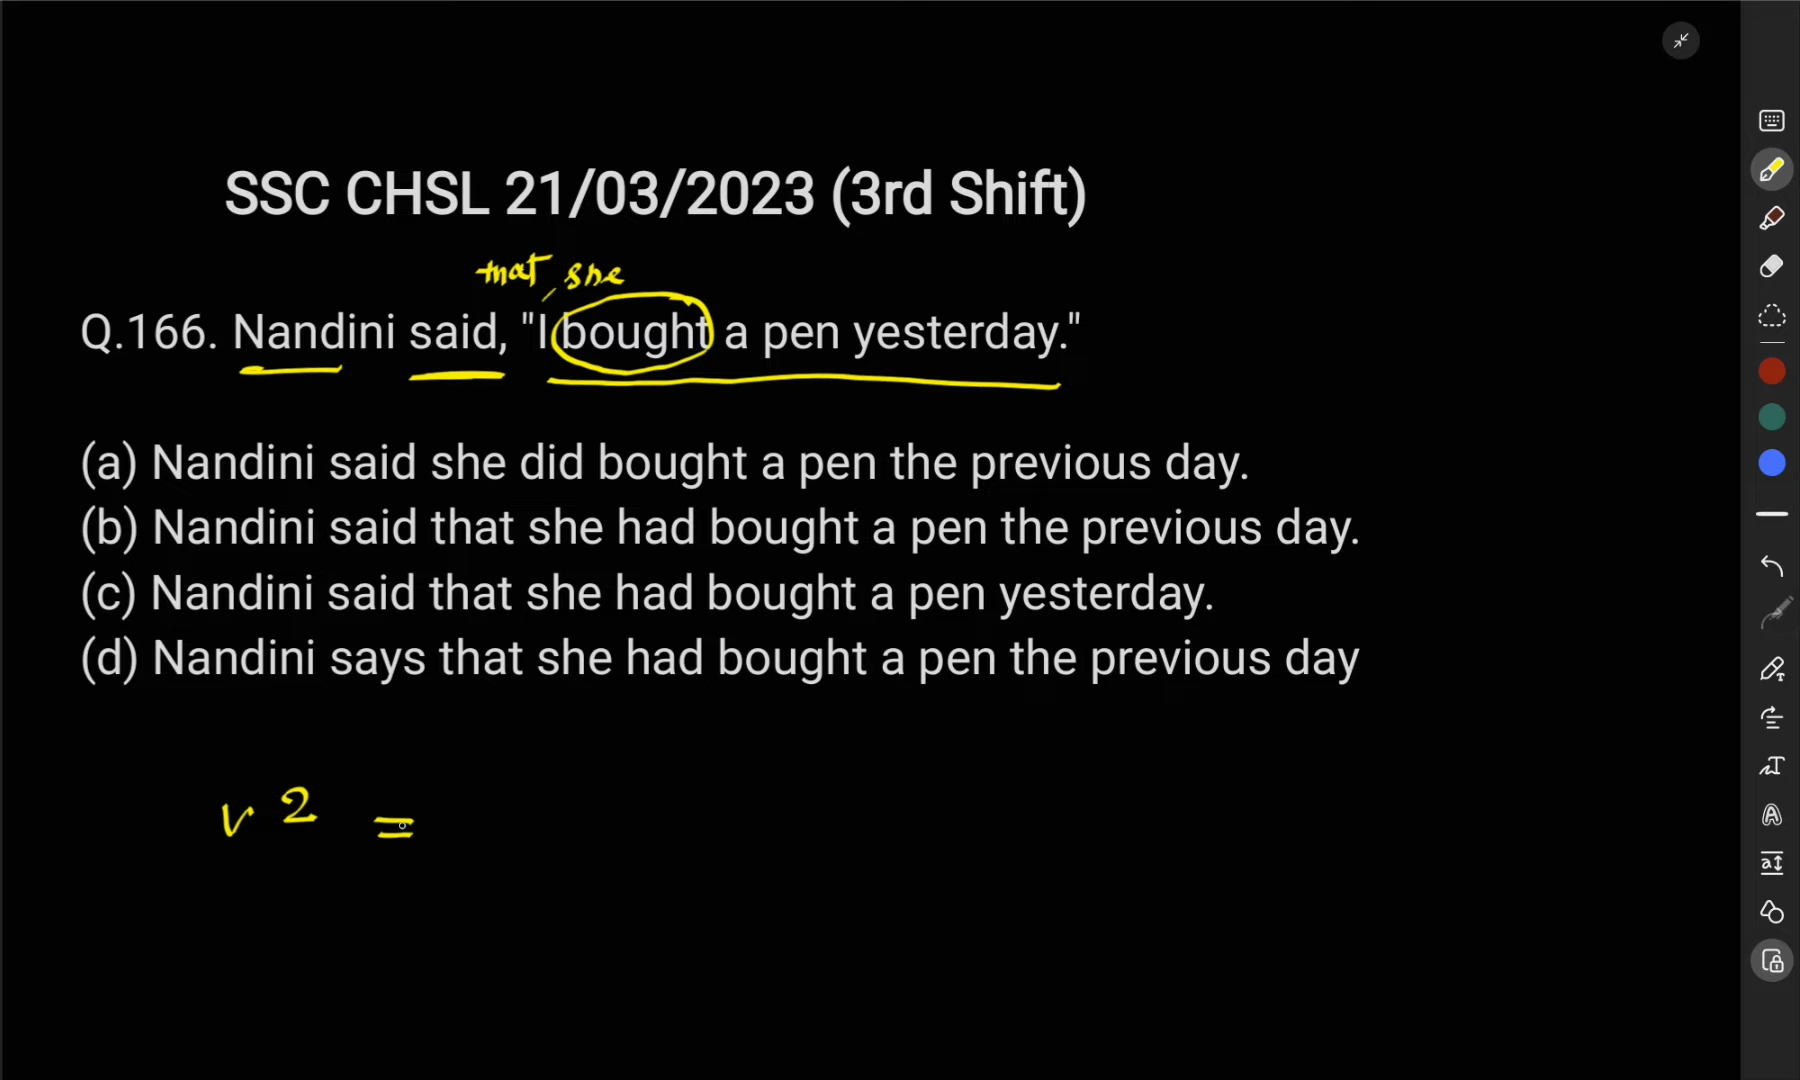 SSC CHSL 21/03/2023 (3rd Shift)
that, she
Q.166. Nandini said, "I bought a pen yesterday."
(a) Nandini said she did bought a pen the previous day.
(b) Nandini said that she had bought a pen the previous day.
(c) Nandini said that she had bought a pen yesterday.
(d) Nandini says that she had bought a pen the previous day
v 2 =